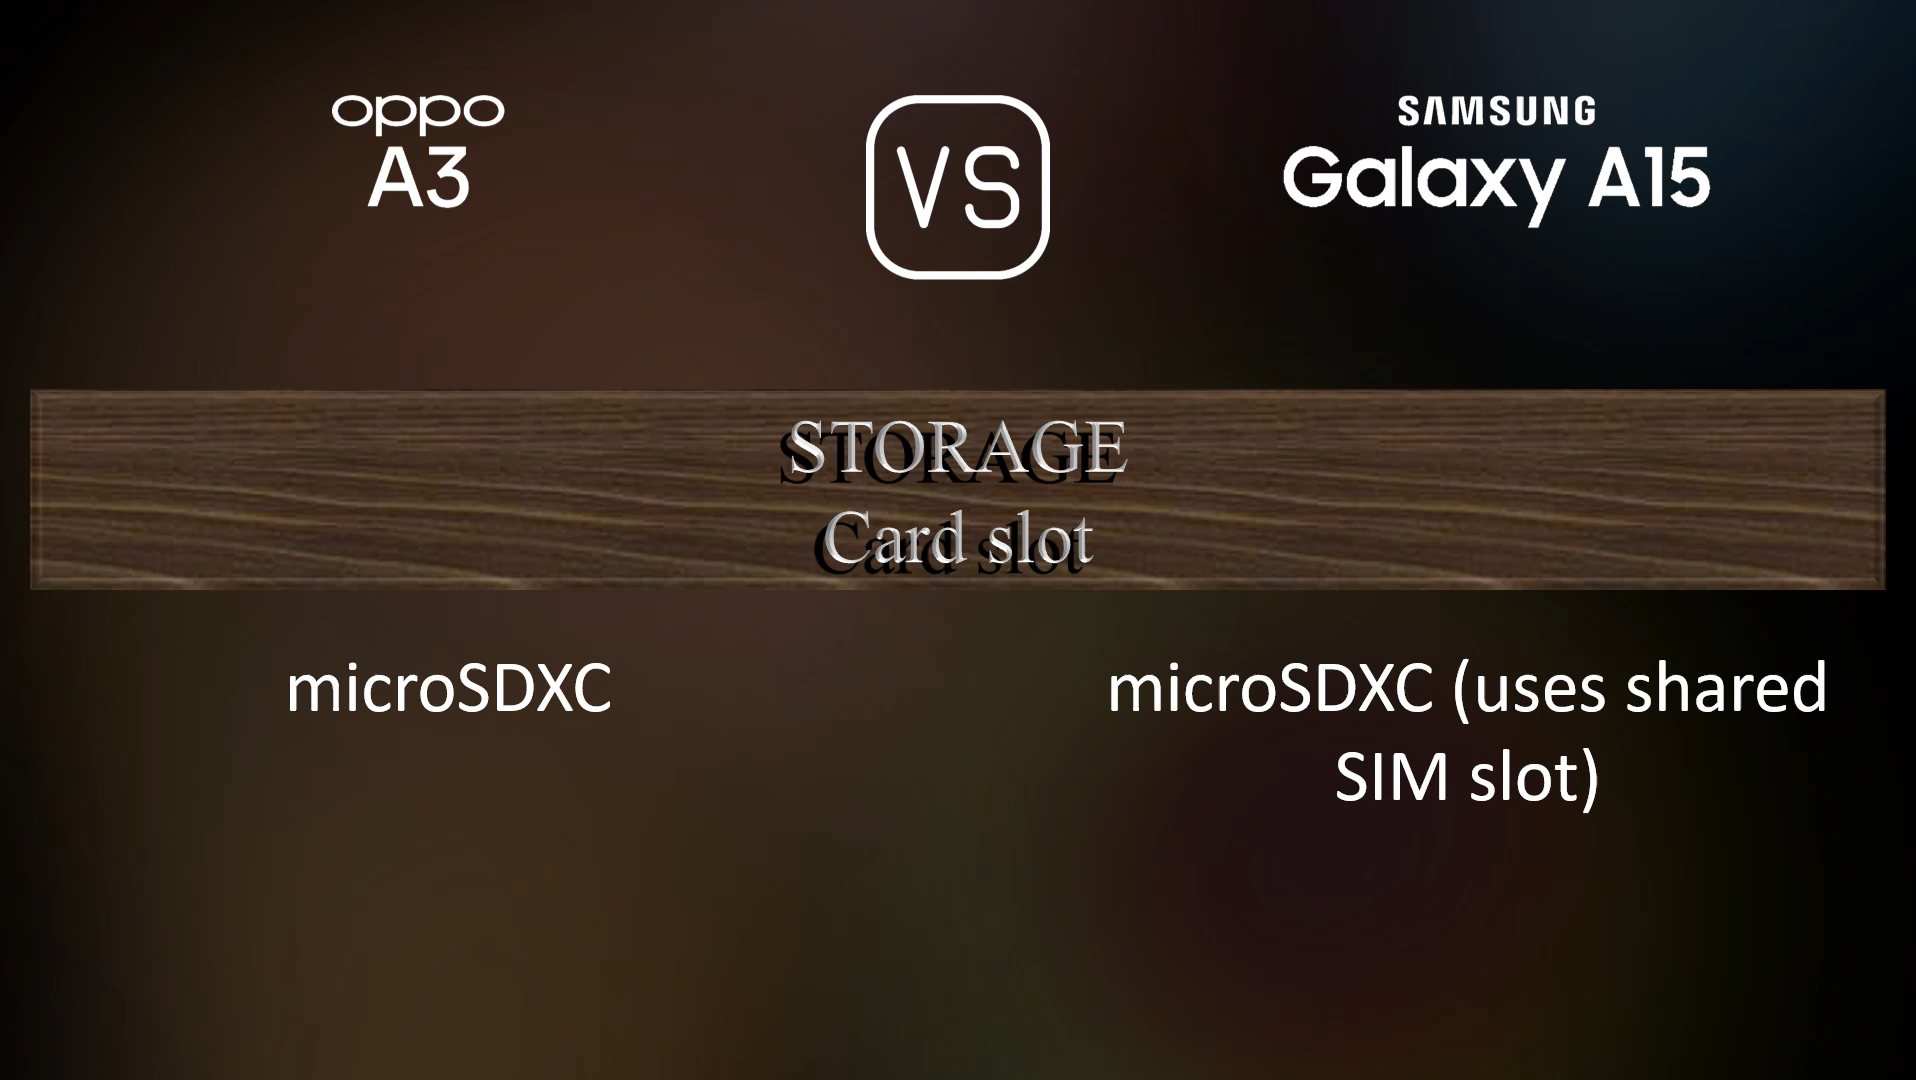 oppo
A3
VS
SAMSUNG
Galaxy A15
STORAGE
Card slot
microSDXC
microSDXC (uses shared
SIM slot)